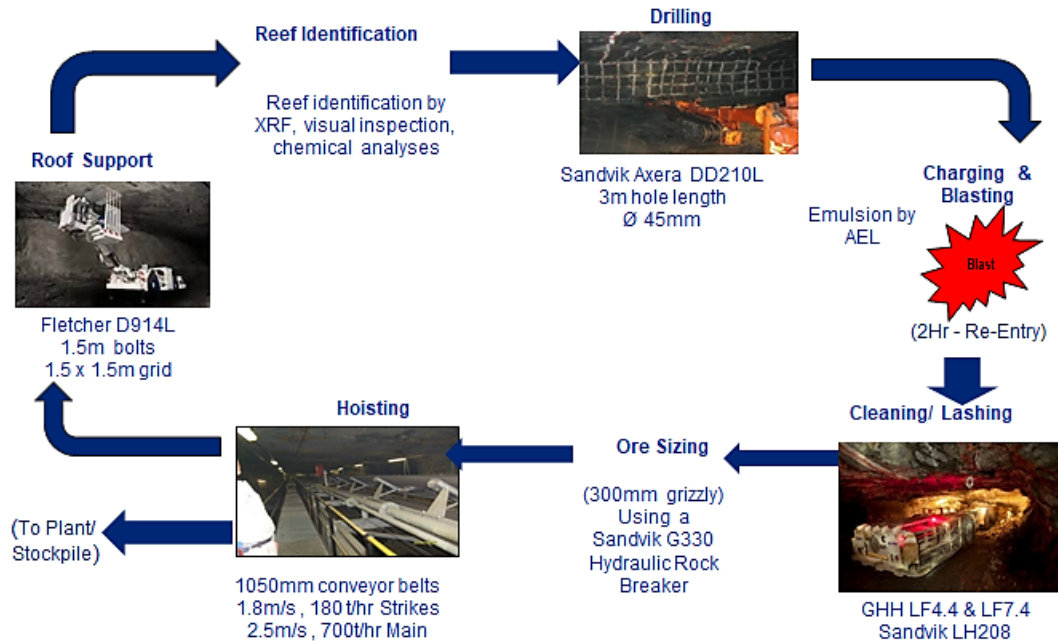 Reef Identification
Reef identification by
XRF, visual inspection,
chemical analyses
Drilling
Sandvik Axera DD210L
3m hole length
Ø 45mm
Charging &
Blasting
Emulsion by
AEL
Blast
(2Hr - Re-Entry)
Cleaning/ Lashing
GHH LF4.4 & LF7.4
Sandvik LH208
Ore Sizing
(300mm grizzly)
Using a
Sandvik G330
Hydraulic Rock
Breaker
Hoisting
1050mm conveyor belts
1.8m/s , 180 t/hr Strikes
2.5m/s , 700t/hr Main
(To Plant/
Stockpile)
Roof Support
Fletcher D914L
1.5m bolts
1.5 x 1.5m grid